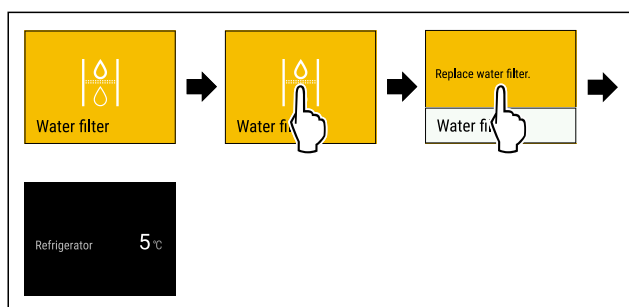 Water filter
Water fi
Replace water filter.
Water fi
Refrigerator 5 °C